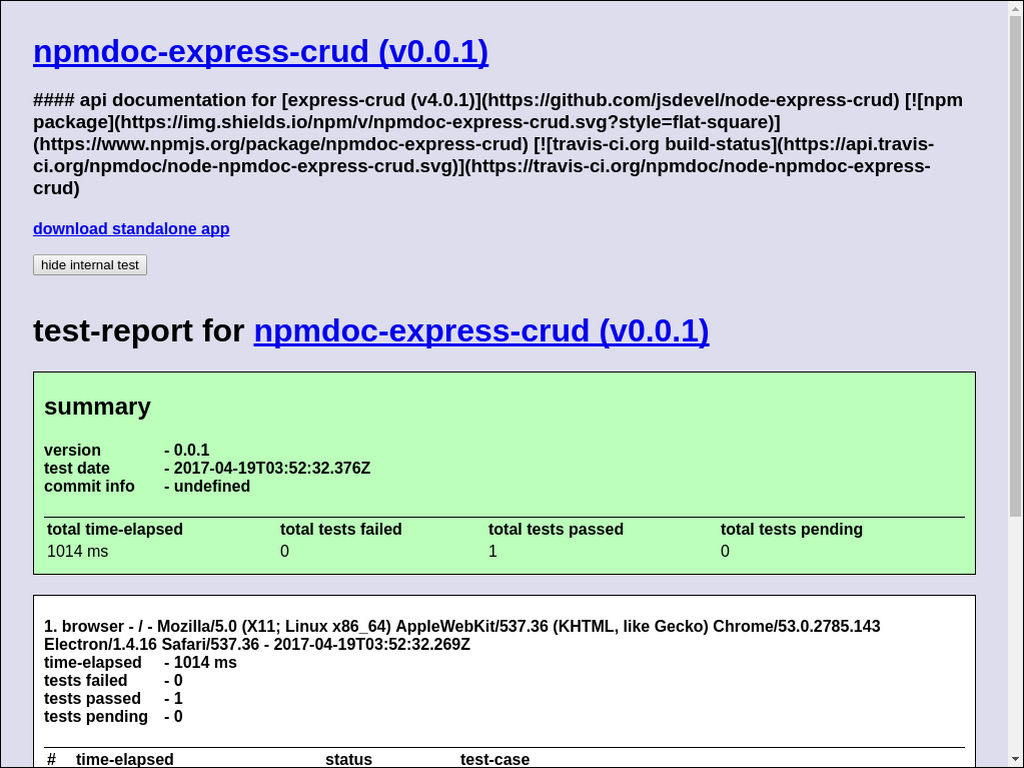 npmdoc-express-crud (v0.0.1)
#### api documentation for [express-crud (v4.0.1)](https://github.com/jsdevel/node-express-crud) [![npm
package](https://img.shields.io/npm/v/npmdoc-express-crud.svg?style=flat-square)]
(https://www.npmjs.org/package/npmdoc-express-crud) [![travis-ci.org build-status](https://api.travis-
ci.org/npmdoc/node-npmdoc-express-crud.svg)](https://travis-ci.org/npmdoc/node-npmdoc-express-
crud)
download standalone app
hide internal test
test-report for npmdoc-express-crud (v0.0.1)
summary
version - 0.0.1
test date - 2017-04-19T03:52:32.376Z
commit info - undefined
total time-elapsed total tests failed total tests passed total tests pending
1014 ms 0 1 0
1. browser - / - Mozilla/5.0 (X11; Linux x86_64) AppleWebKit/537.36 (KHTML, like Gecko) Chrome/53.0.2785.143
Electron/1.4.16 Safari/537.36 - 2017-04-19T03:52:32.269Z
time-elapsed - 1014 ms
tests failed - 0
tests passed - 1
tests pending - 0
# time-elapsed status test-case